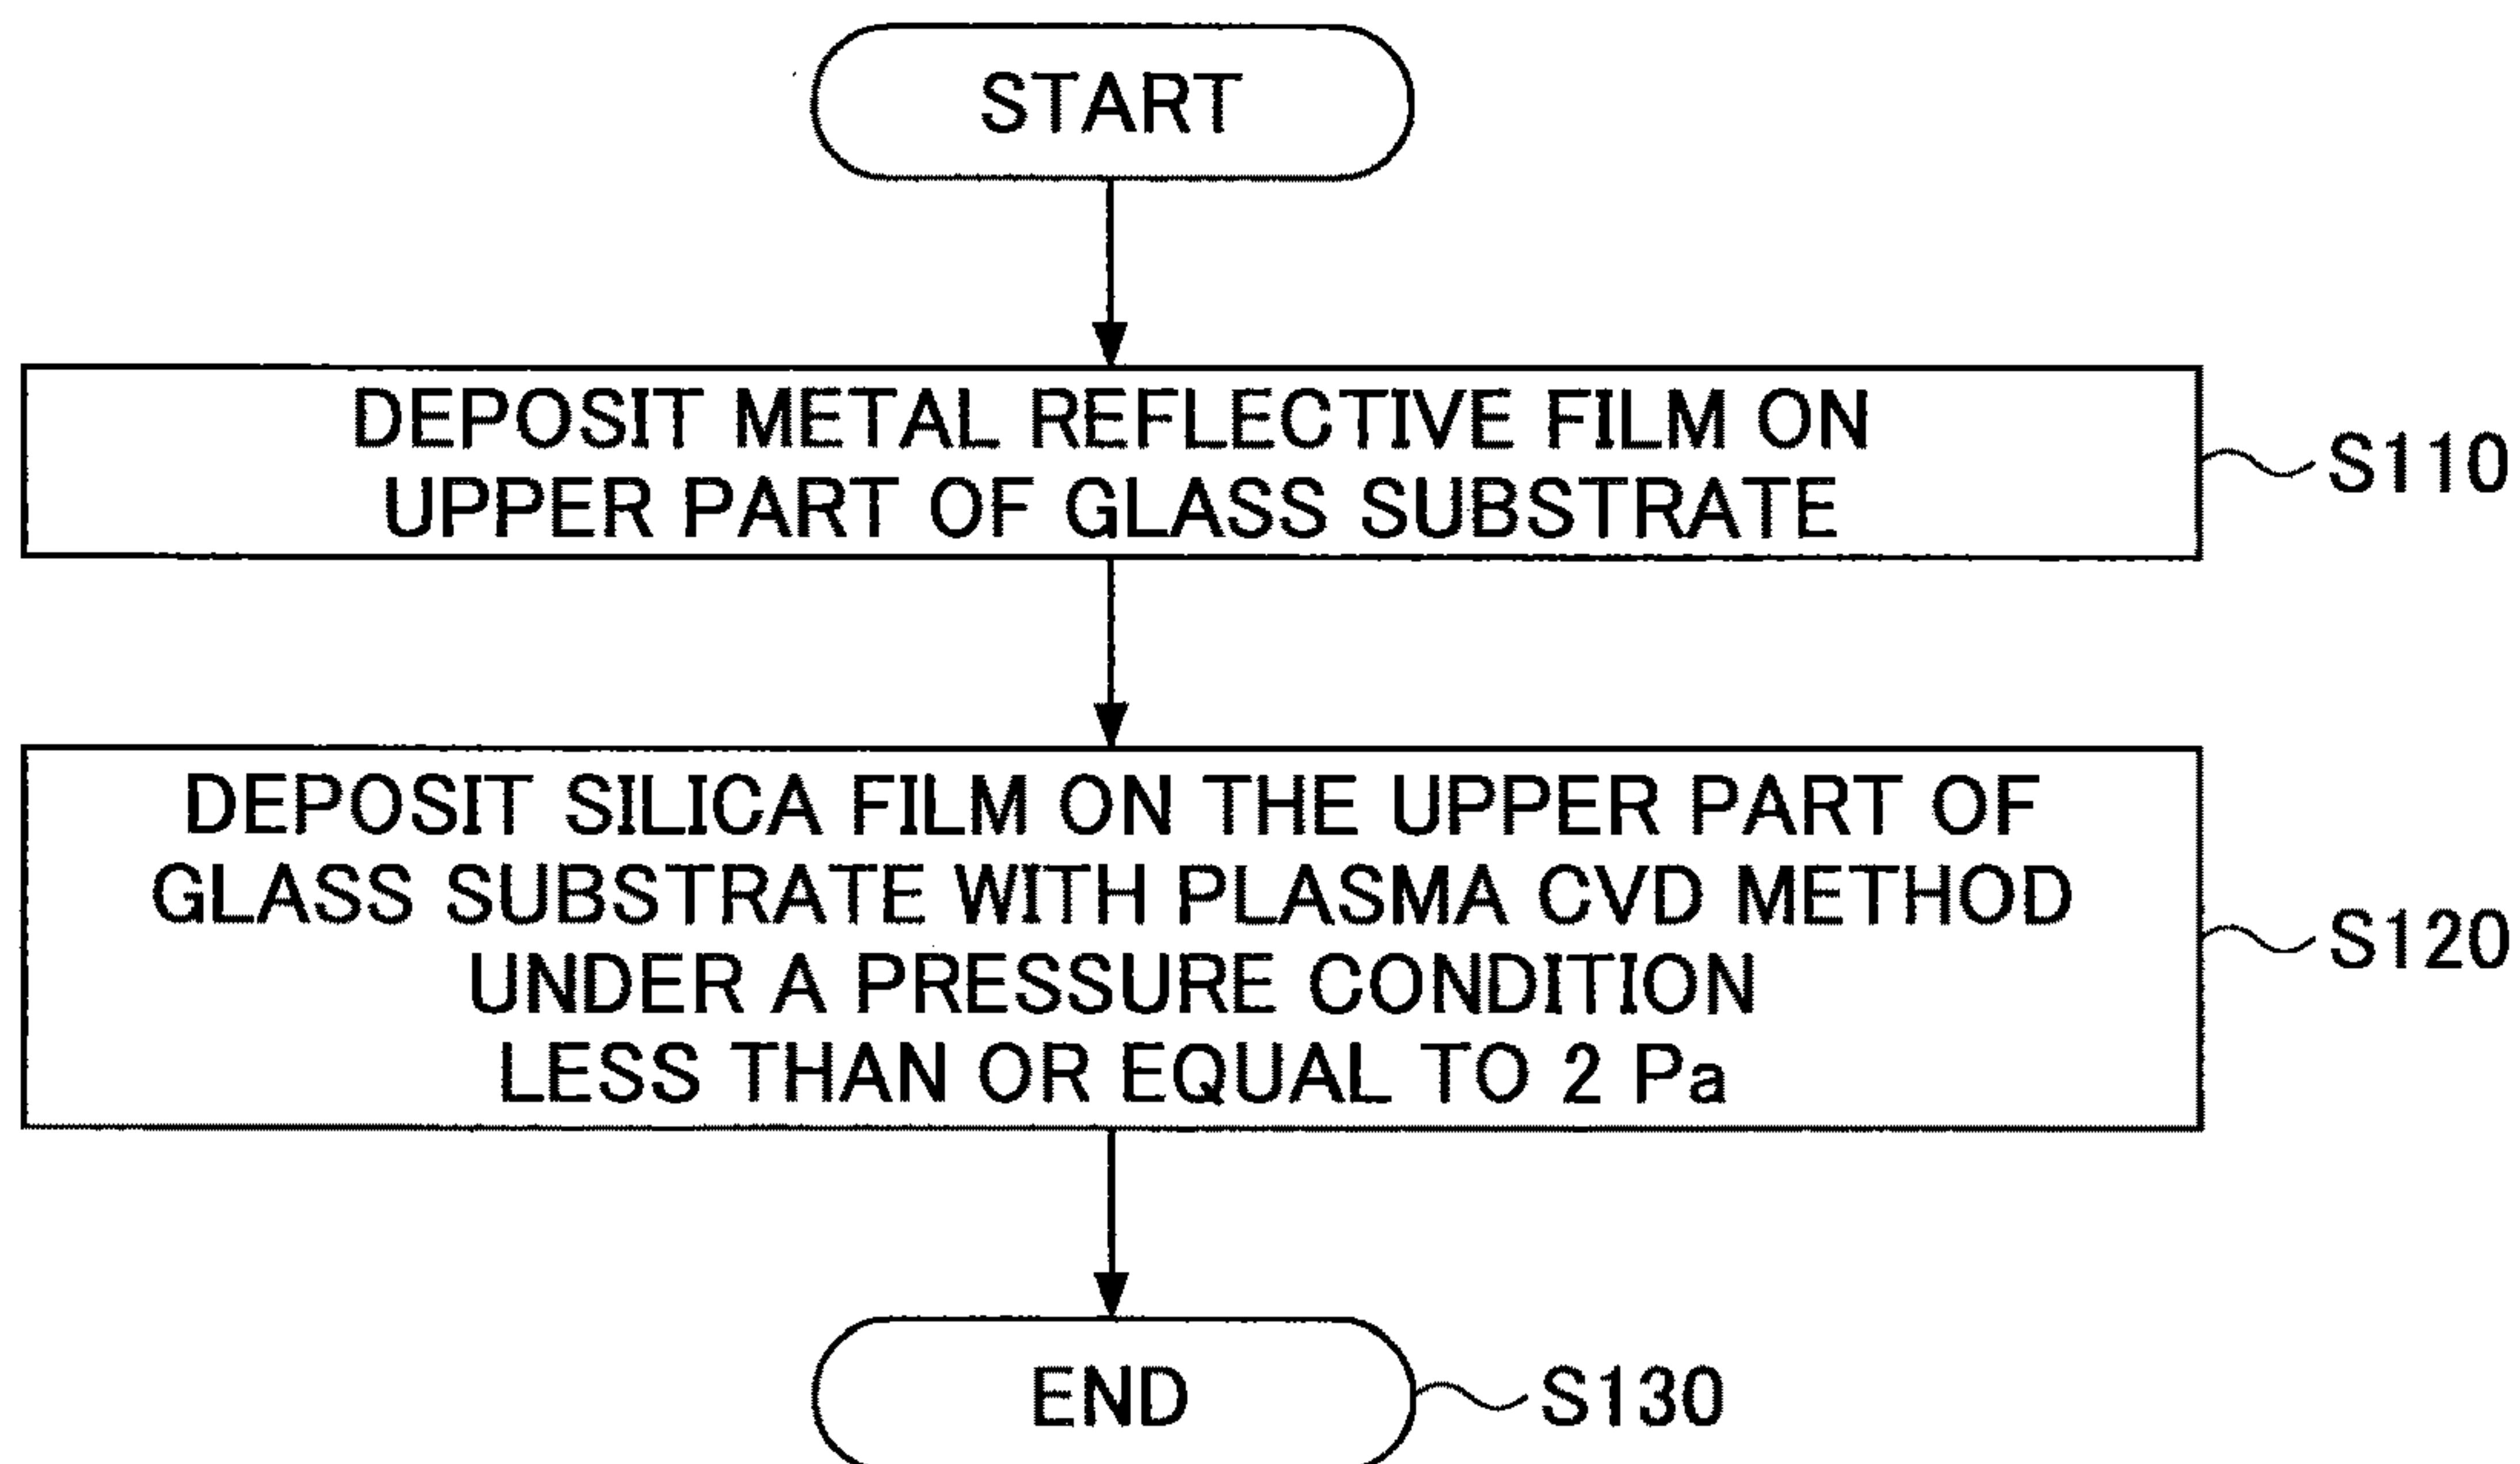 START
DEPOSIT METAL REFLECTIVE FILM ON
UPPER PART OF GLASS SUBSTRATE
S110
DEPOSIT SILICA FILM ON THE UPPER PART OF
GLASS SUBSTRATE WITH PLASMA CVD METHOD
UNDER A PRESSURE CONDITION
LESS THAN OR EQUAL TO 2 Pa
S120
END
S130